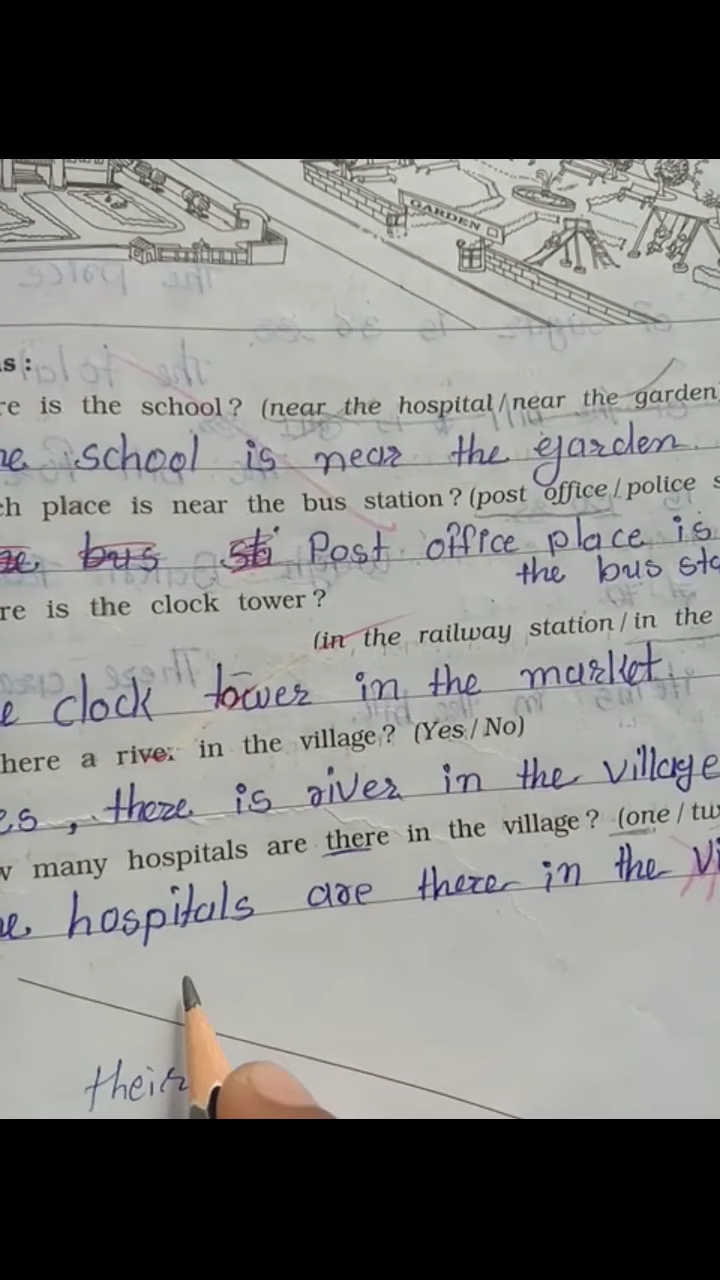 GARDEN
s :
re is the school? (near the hospital/near the garden
he school is near the garden.
ch place is near the bus station? (post office/police s
bus sti Post office place is
the bus sta
re is the clock tower?
(in the railway station/in the
e clock tower in the market.
here a river in the village? (Yes/No)
es, there is river in the village
w many hospitals are there in the village? (one/tw
ne hospitals are there in the vi
their